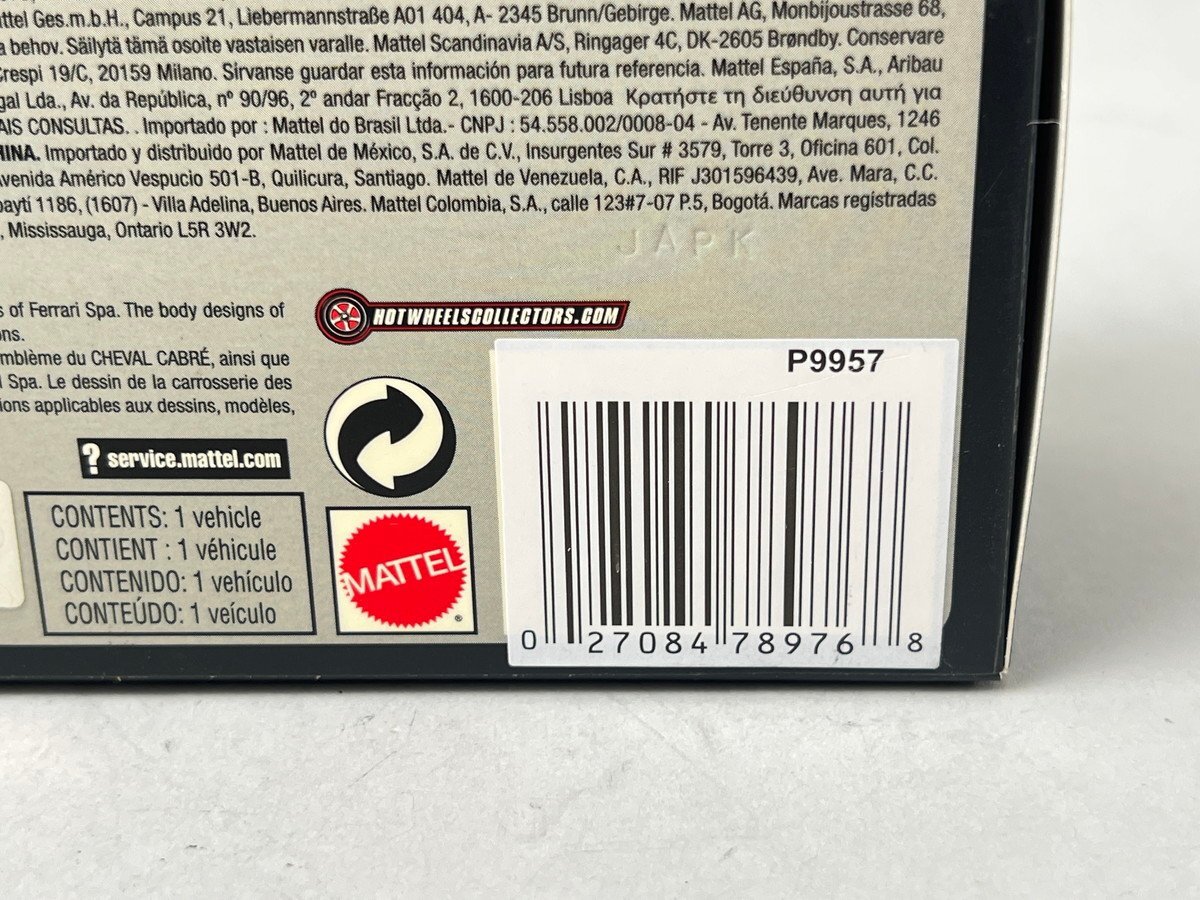 ttel Ges.m.b.H., Campus 21, Liebermannstraße A01 404, A- 2345 Brunn/Gebirge. Mattel AG, Monbijoustrasse 68,
a behov. Säilytä tämä osoite vastaisen varalle. Mattel Scandinavia A/S, Ringager 4C, DK-2605 Brøndby. Conservare
Crespi 19/C, 20159 Milano. Sirvanse guardar esta información para futura referencia. Mattel España, S.A., Aribau
gal Lda., Av. da República, nº 90/96, 2º andar Fracção 2, 1600-206 Lisboa Κρατήστε τη διεύθυνση αυτή για
AIS CONSULTAS. . Importado por : Mattel do Brasil Ltda.- CNPJ : 54.558.002/0008-04 - Av. Tenente Marques, 1246
HINA. Importado y distribuido por Mattel de México, S.A. de C.V., Insurgentes Sur # 3579, Torre 3, Oficina 601, Col.
Avenida Américo Vespucio 501-B, Quilicura, Santiago. Mattel de Venezuela, C.A., RIF J301596439, Ave. Mara, C.C.
paytí 1186, (1607) - Villa Adelina, Buenos Aires. Mattel Colombia, S.A., calle 123#7-07 P.5, Bogotá. Marcas registradas
, Mississauga, Ontario L5R 3W2.
JAPK
s of Ferrari Spa. The body designs of
ons.
mblème du CHEVAL CABRÉ, ainsi que
l Spa. Le dessin de la carrosserie des
ions applicables aux dessins, modèles,
HOTWHEELSCOLLECTORS.COM
? service.mattel.com
CONTENTS: 1 vehicle
CONTIENT : 1 véhicule
CONTENIDO: 1 vehículo
CONTEÚDO: 1 veículo
MATTEL
®
P9957
0 27084 78976 8